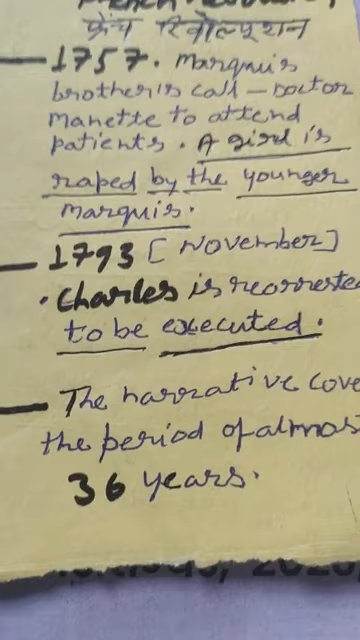 फ्रेंच रिवोल्यूशन
— 1757. Marquis
brothers call — Doctor
Manette to attend
patients. A girl is
raped by the younger
Marquis.
— 1793 [November]
. Charles is rearrested
to be executed.
— The narrative cove
the period of almos
36 years.